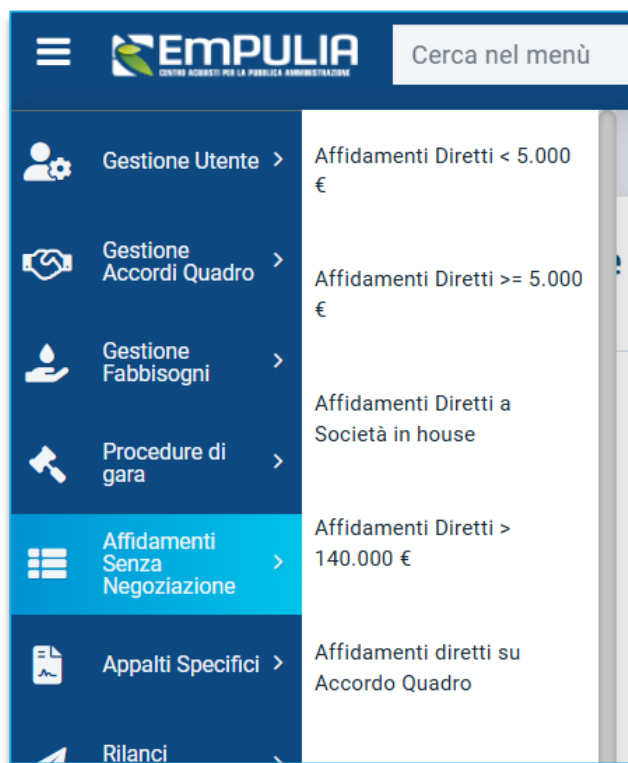 EmPULIA
CENTRO ACQUISTI PER LA PUBBLICA AMMINISTRAZIONE
Cerca nel menù
Gestione Utente
Gestione
Accordi Quadro
Gestione
Fabbisogni
Procedure di
gara
Affidamenti
Senza
Negoziazione
Appalti Specifici
Rilanci
Affidamenti Diretti < 5.000
€
Affidamenti Diretti >= 5.000
€
Affidamenti Diretti a
Società in house
Affidamenti Diretti >
140.000 €
Affidamenti diretti su
Accordo Quadro